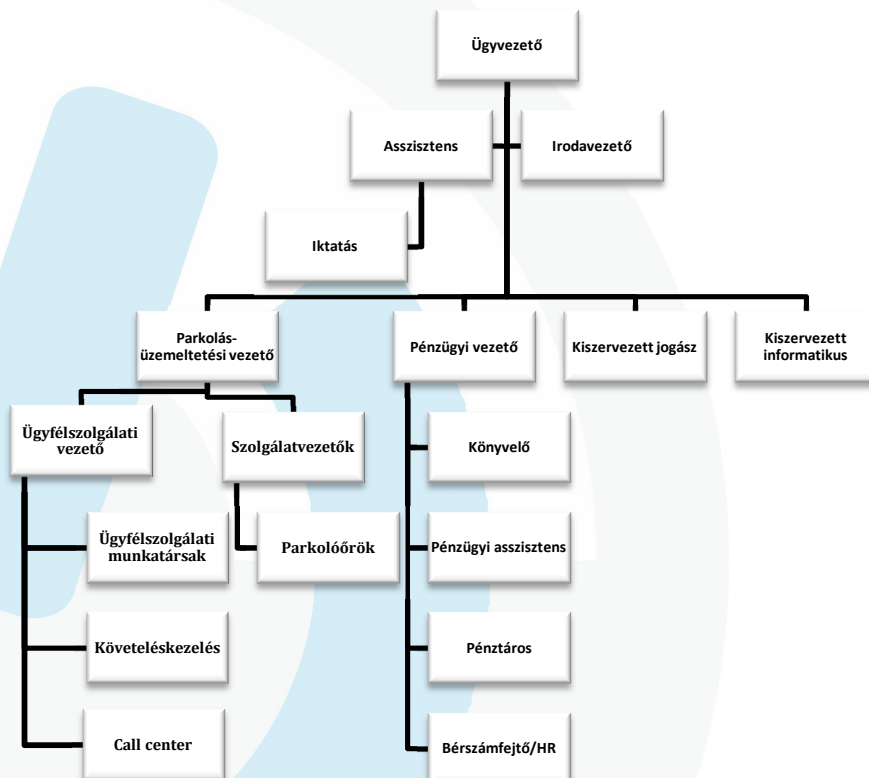 Ügyvezető
Asszisztens
Irodavezető
Iktatás
Parkolás-
üzemeltetési vezető
Pénzügyi vezető
Kiszervezett jogász
Kiszervezett
informatikus
Ügyfélszolgálati
vezető
Szolgálatvezetők
Könyvelő
Ügyfélszolgálati
munkatársak
Parkolóőrök
Pénzügyi asszisztens
Követeléskezelés
Pénztáros
Call center
Bérszámfejtő/HR